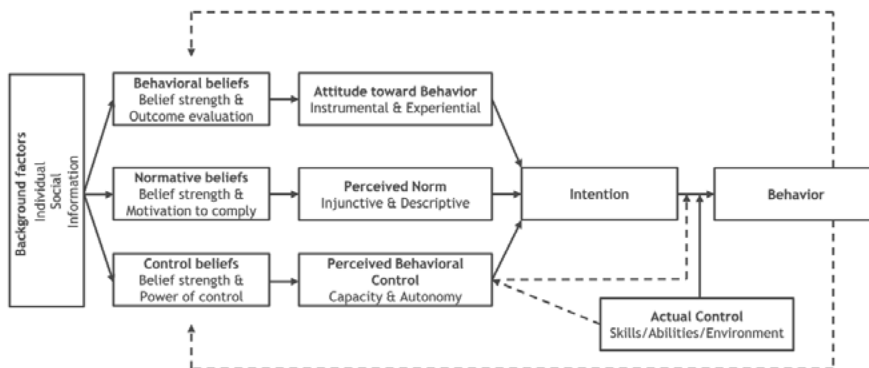 Background factors
Individual
Social
Information
Behavioral beliefs
Belief strength &
Outcome evaluation
Attitude toward Behavior
Instrumental & Experiential
Normative beliefs
Belief strength &
Motivation to comply
Perceived Norm
Injunctive & Descriptive
Intention
Behavior
Control beliefs
Belief strength &
Power of control
Perceived Behavioral
Control
Capacity & Autonomy
Actual Control
Skills/Abilities/Environment